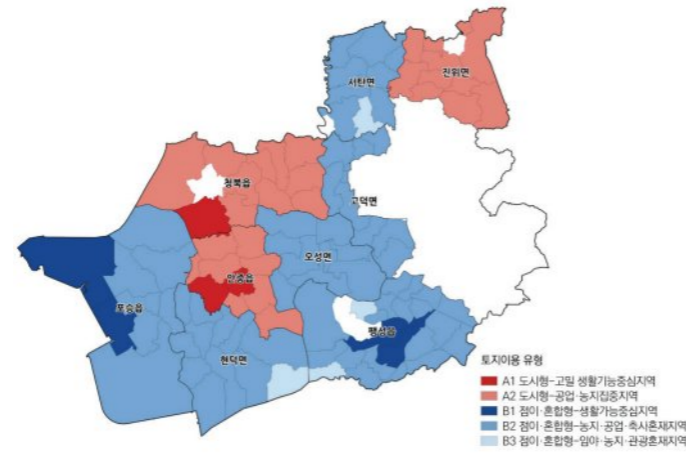 진위면
서탄면
청북읍
고덕면
오성면
안중읍
포승읍
팽성읍
현덕면
토지이용 유형
A1 도시형-고밀 생활기능중심지역
A2 도시형-공업·농지집중지역
B1 점이·혼합형-생활기능중심지역
B2 점이·혼합형-농지·공업·축사혼재지역
B3 점이·혼합형-임야·농지·관광혼재지역